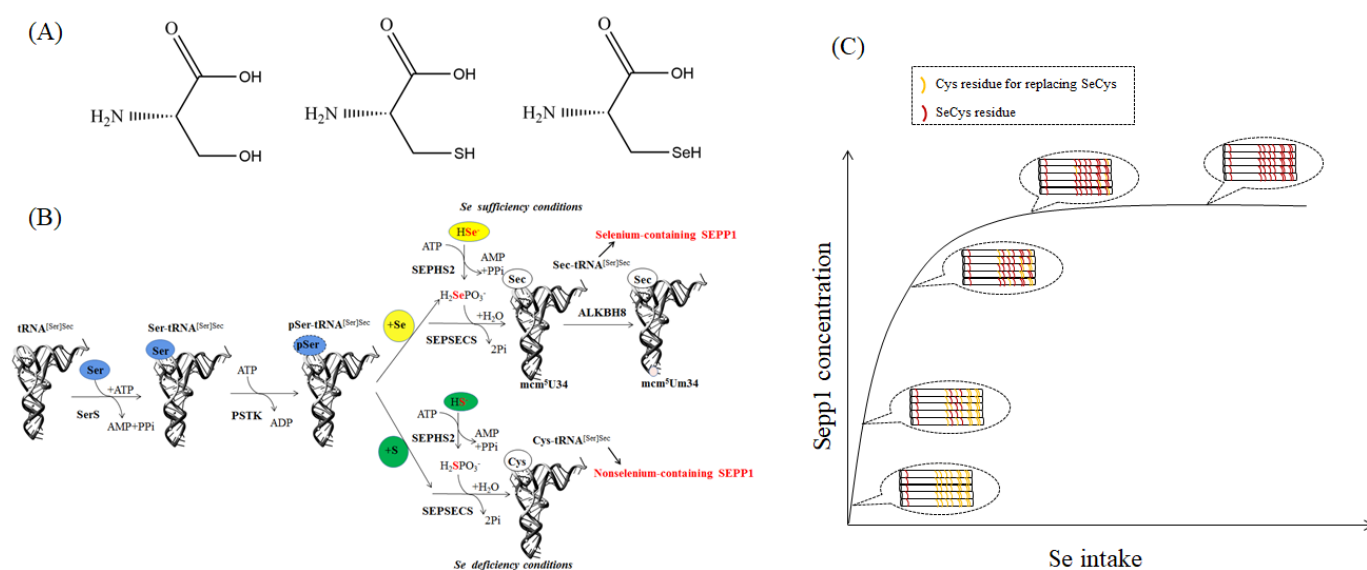 (A)
O
OH
H₂N
OH
O
OH
H₂N
SH
O
OH
H₂N
SeH
(B)
Se sufficiency conditions
HSe⁻
ATP
AMP
+PPi
SEPHS2
Selenium-containing SEPP1
Sec-tRNA[Ser]Sec
Sec
Sec
H₂SePO₃⁻
+H₂O
ALKBH8
SEPSECS
2Pi
mcm⁵U34
mcm⁵Um34
+Se
tRNA[Ser]Sec
Ser-tRNA[Ser]Sec
pSer-tRNA[Ser]Sec
Ser
Ser
pSer
+ATP
ATP
SerS
AMP+PPi
PSTK
ADP
+S
HS⁻
ATP
AMP
+PPi
SEPHS2
Cys-tRNA[Ser]Sec
Cys
H₂SPO₃⁻
+H₂O
Nonselenium-containing SEPP1
SEPSECS
2Pi
Se deficiency conditions
(C)
Cys residue for replacing SeCys
SeCys residue
Sepp1 concentration
Se intake